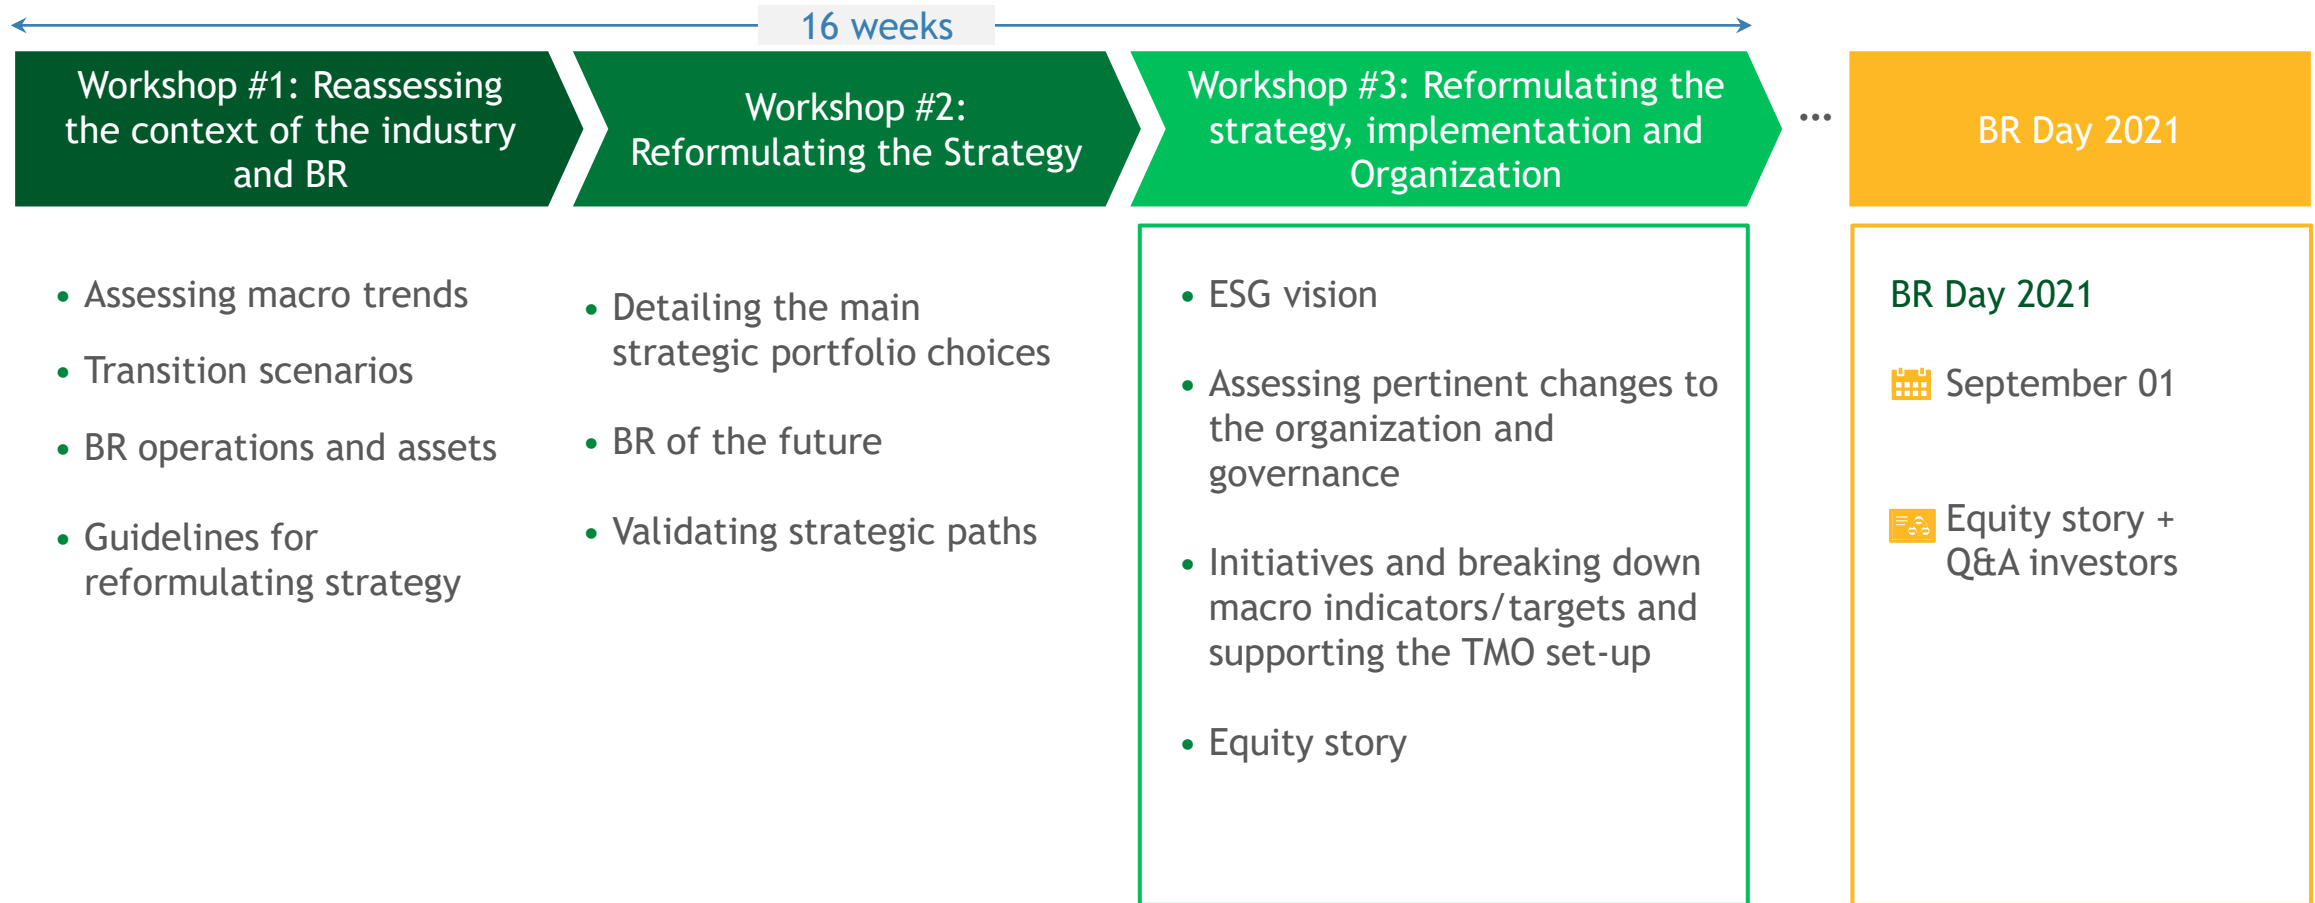 16 weeks
Workshop #1: Reassessing
the context of the industry
and BR
Workshop #2:
Reformulating the Strategy
Workshop #3: Reformulating the
strategy, implementation and
Organization
...
BR Day 2021
• Assessing macro trends
• Transition scenarios
• BR operations and assets
• Guidelines for
reformulating strategy
• Detailing the main
strategic portfolio choices
• BR of the future
• Validating strategic paths
• ESG vision
• Assessing pertinent changes to
the organization and
governance
• Initiatives and breaking down
macro indicators/targets and
supporting the TMO set-up
• Equity story
BR Day 2021
September 01
Equity story +
Q&A investors